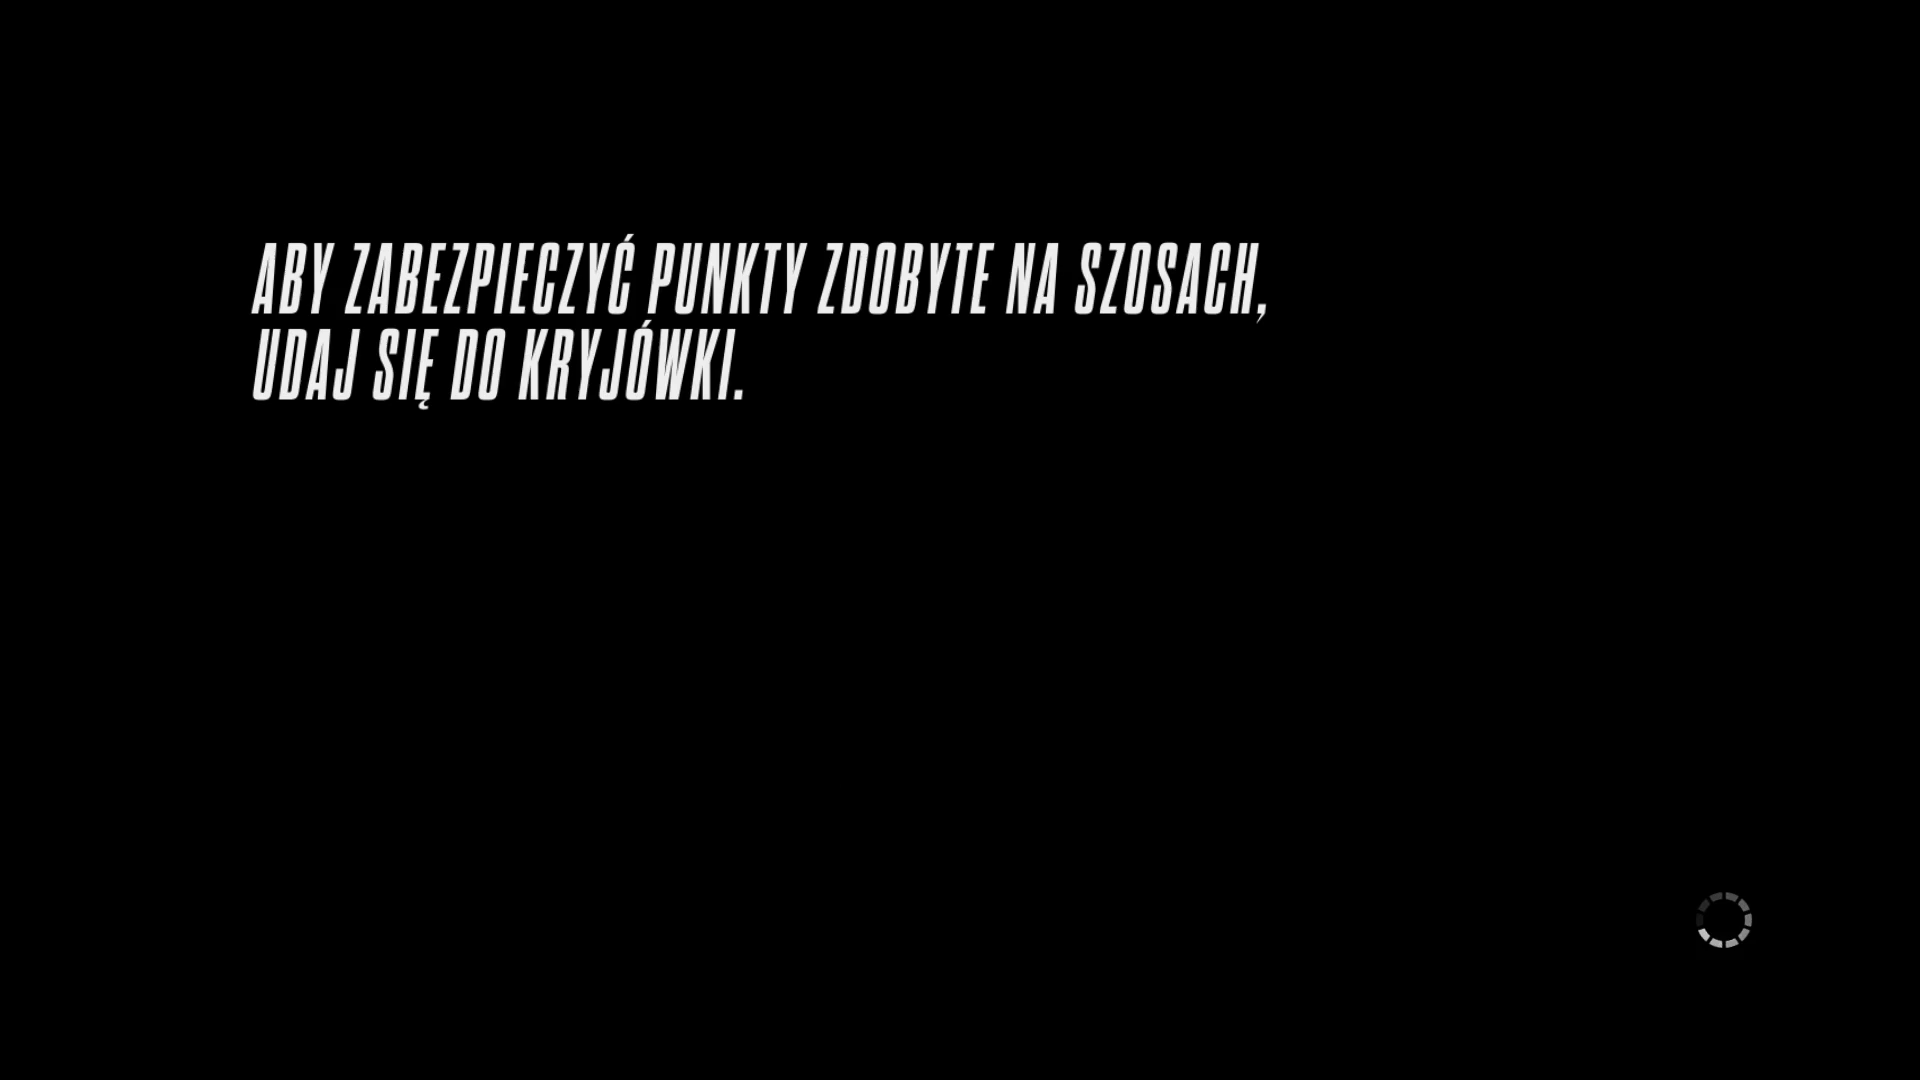 ABY ZABEZPIECZYĆ PUNKTY ZDOBYTE NA SZOSACH,
UDAJ SIĘ DO KRYJÓWKI.